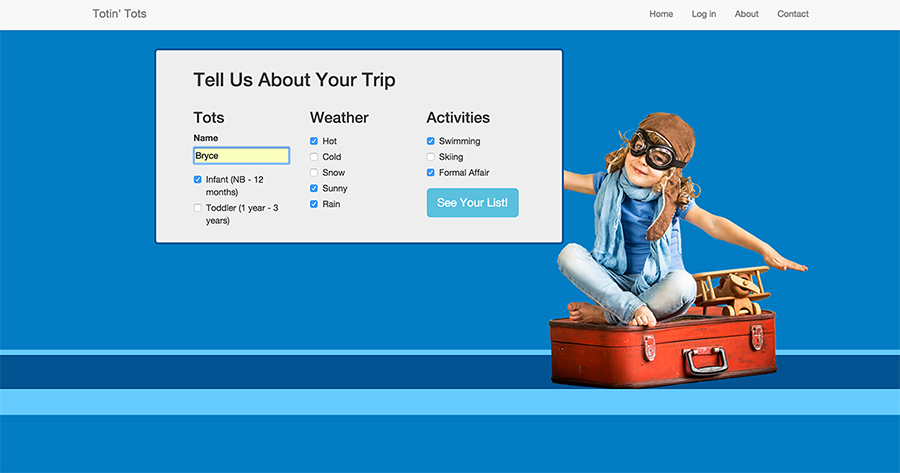 Totin' Tots
Home
Log in
About
Contact
Tell Us About Your Trip
Tots
Name
Bryce
Infant (NB - 12
months)
Toddler (1 year - 3
years)
Weather
Hot
Cold
Snow
Sunny
Rain
Activities
Swimming
Skiing
Formal Affair
See Your List!